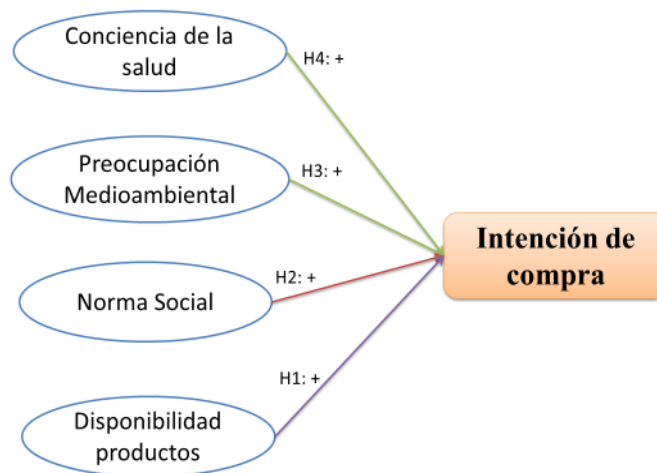 Conciencia de la
salud
H4: +
Preocupación
Medioambiental
H3: +
Intención de
compra
Norma Social
H2: +
H1: +
Disponibilidad
productos